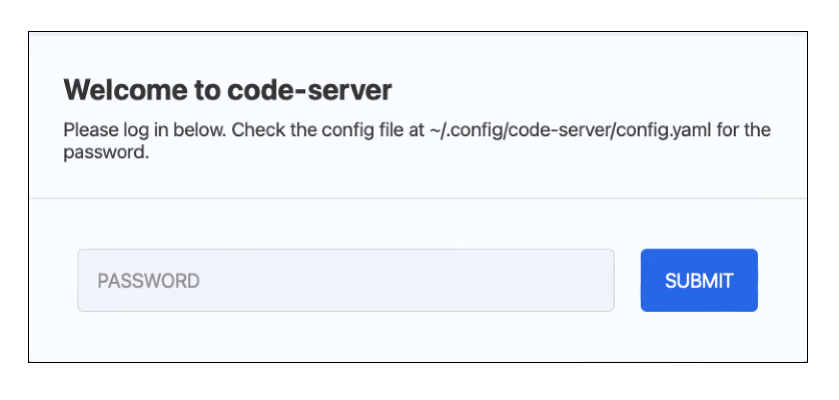 Welcome to code-server
Please log in below. Check the config file at ~/.config/code-server/config.yaml for the
password.
PASSWORD
SUBMIT